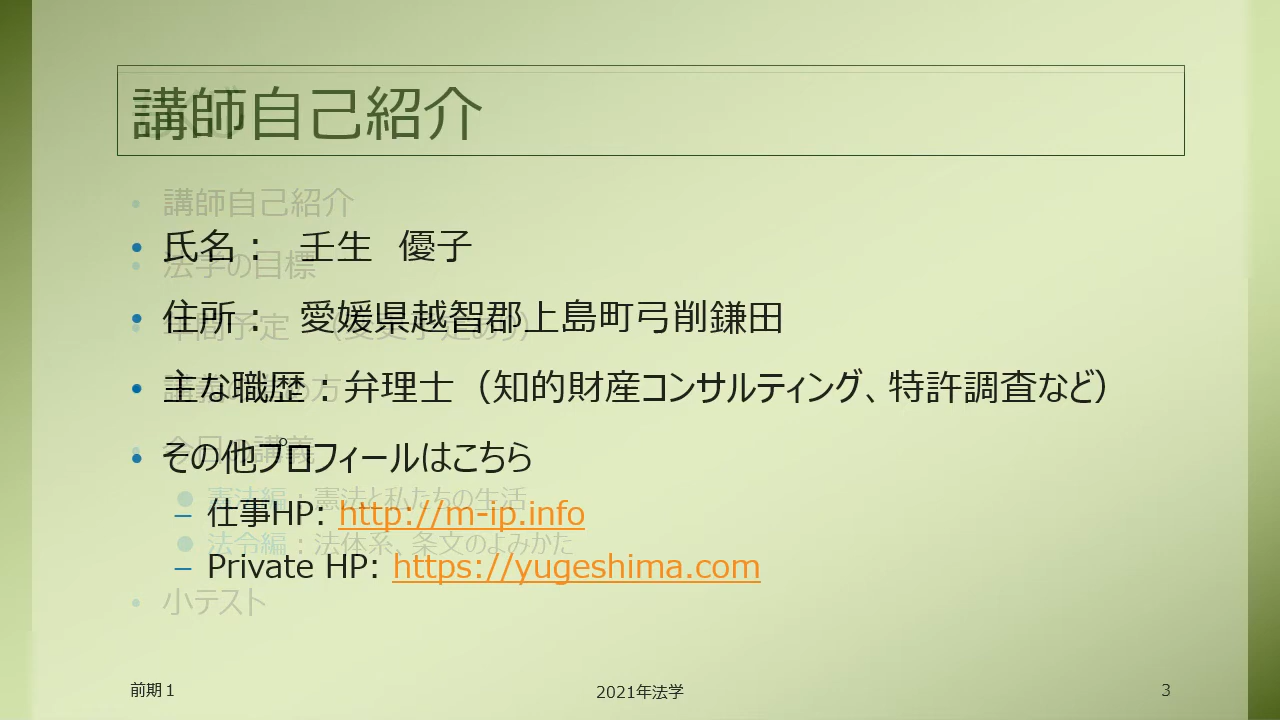 講師自己紹介
• 講師自己紹介
• 氏名： 壬生 優子
• 法学の目標
• 住所： 愛媛県越智郡上島町弓削鎌田
• 年間予定 （変更予定あり）
• 主な職歴：弁理士（知的財産コンサルティング、特許調査など）
• 今日の講義
• その他プロフィールはこちら
● 憲法編：憲法と私たちの生活
– 仕事HP: http://m-ip.info
● 法令編：法体系、条文のよみかた
– Private HP: https://yugeshima.com
• 小テスト
前期１
2021年法学
3